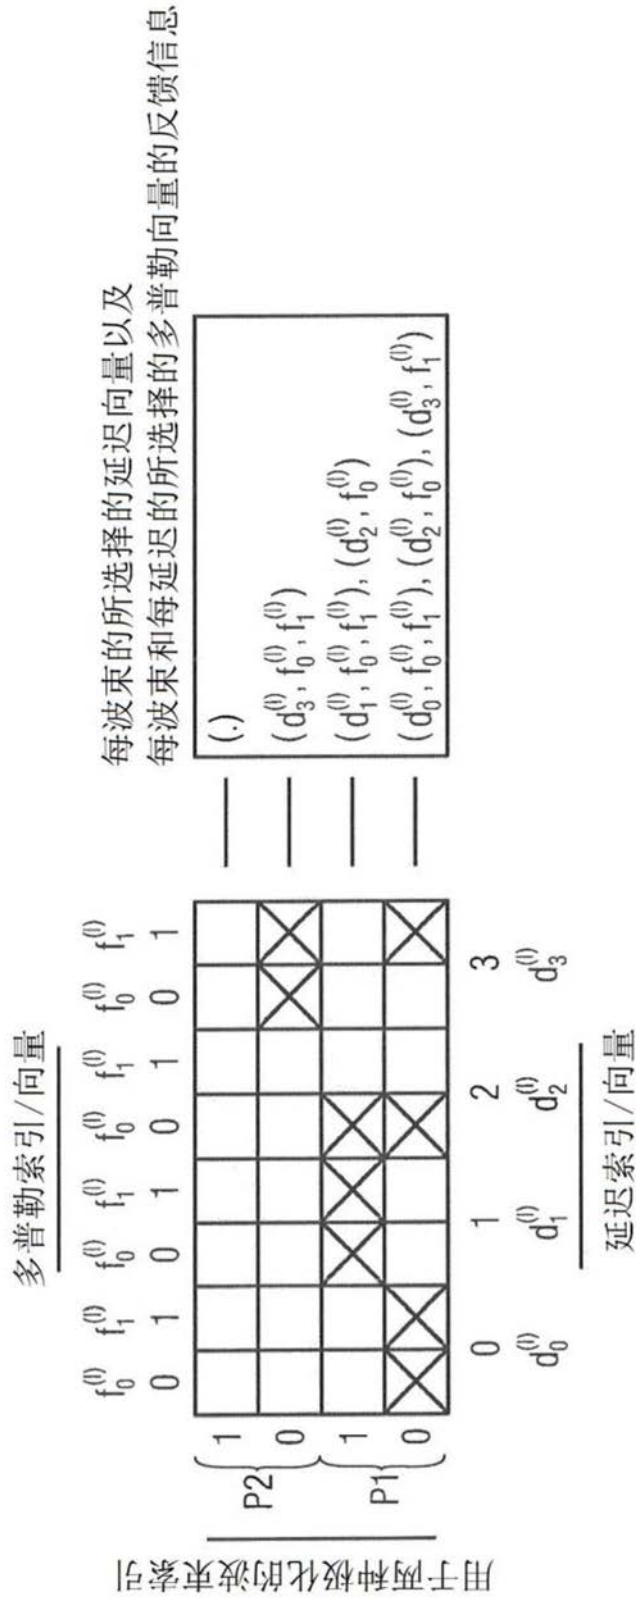 多普勒索引/向量
f₀⁽ˡ⁾ f₁⁽ˡ⁾ f₀⁽ˡ⁾ f₁⁽ˡ⁾ f₀⁽ˡ⁾ f₁⁽ˡ⁾ f₀⁽ˡ⁾ f₁⁽ˡ⁾
0 1 0 1 0 1 0 1
用于两种极化的波束索引
P2
1
0
P1
1
0
0 1 2 3
d₀⁽ˡ⁾ d₁⁽ˡ⁾ d₂⁽ˡ⁾ d₃⁽ˡ⁾
延迟索引/向量
每波束的所选择的延迟向量以及
每波束和每延迟的所选择的多普勒向量的反馈信息
(.)
(d₃⁽ˡ⁾, f₀⁽ˡ⁾, f₁⁽ˡ⁾)
(d₁⁽ˡ⁾, f₀⁽ˡ⁾, f₁⁽ˡ⁾), (d₂⁽ˡ⁾, f₀⁽ˡ⁾)
(d₀⁽ˡ⁾, f₀⁽ˡ⁾, f₁⁽ˡ⁾), (d₂⁽ˡ⁾, f₀⁽ˡ⁾), (d₃⁽ˡ⁾, f₁⁽ˡ⁾)